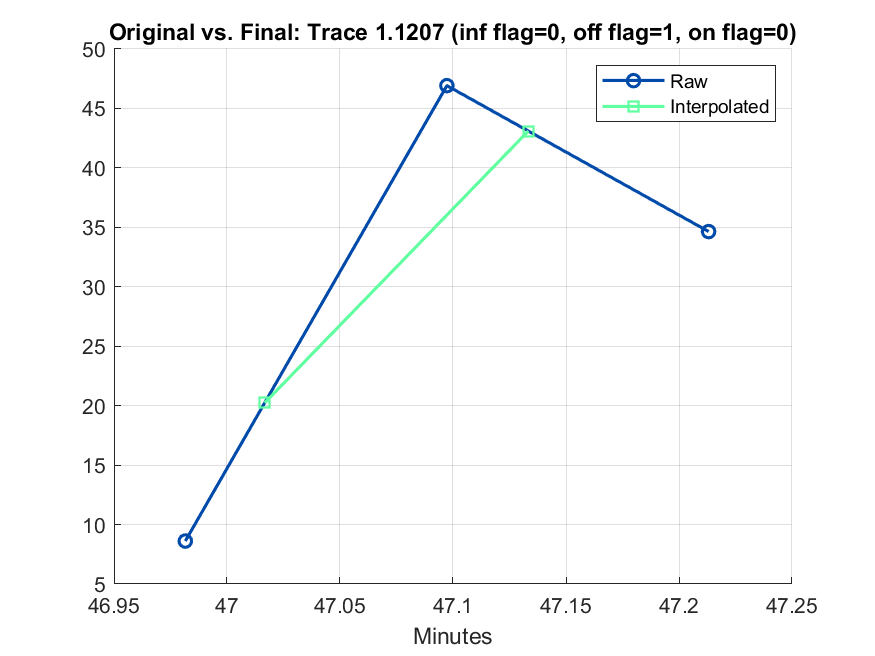 Original vs. Final: Trace 1.1207 (inf flag=0, off flag=1, on flag=0)
50
45
40
35
30
25
20
15
10
5
Raw
Interpolated
46.95 47 47.05 47.1 47.15 47.2 47.25
Minutes